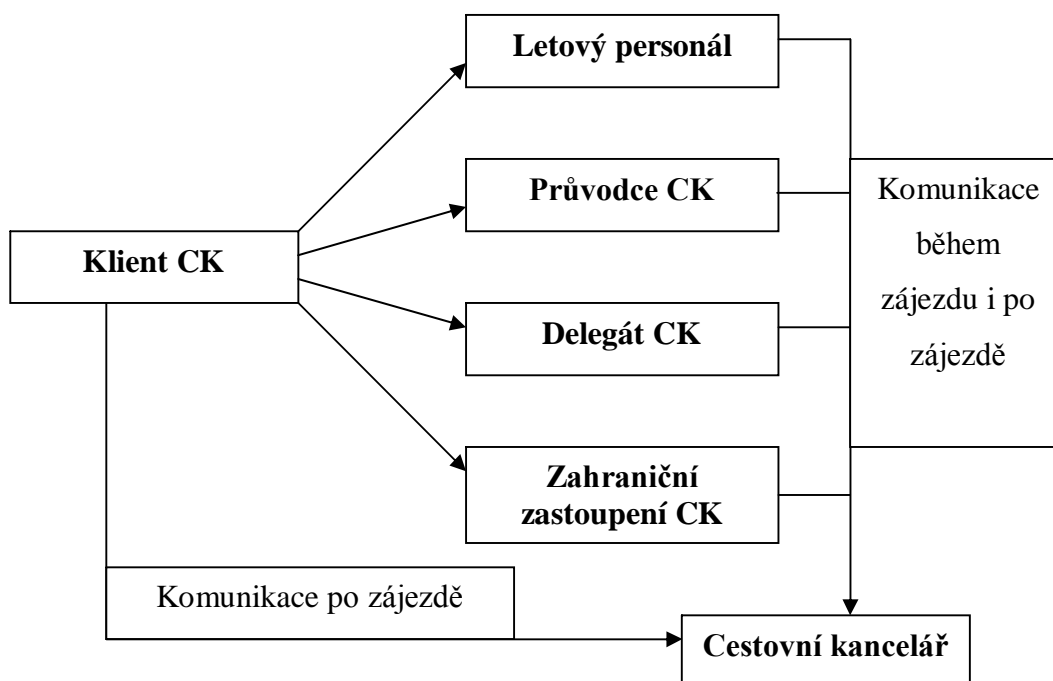 Letový personál
Průvodce CK
Komunikace
během
zájezdu i po
zájezdě
Klient CK
Delegát CK
Zahraniční
zastoupení CK
Komunikace po zájezdě
Cestovní kancelář